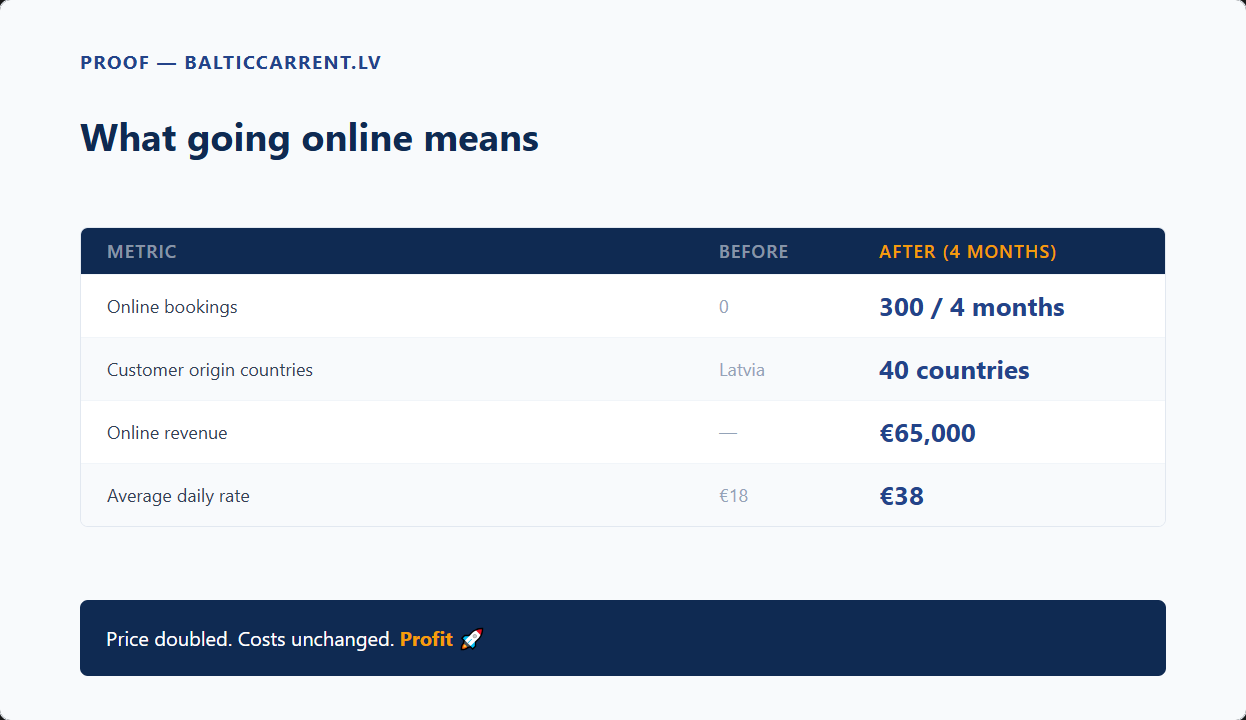 PROOF — BALTICCARRENT.LV
What going online means
METRIC BEFORE AFTER (4 MONTHS)
Online bookings 0 300 / 4 months
Customer origin countries Latvia 40 countries
Online revenue — €65,000
Average daily rate €18 €38
Price doubled. Costs unchanged. Profit 🚀